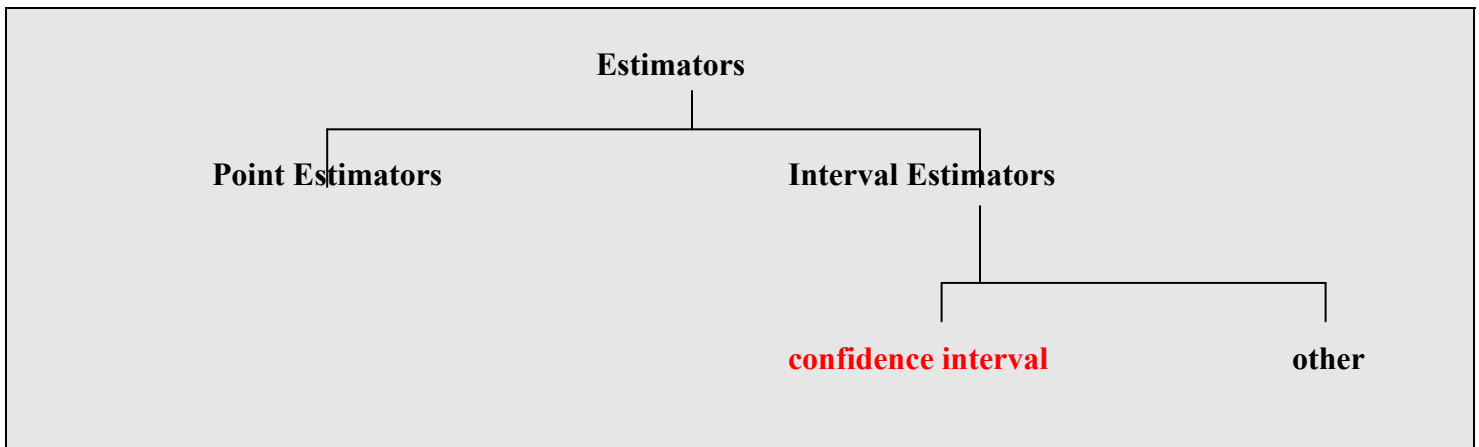 Estimators
Point Estimators Interval Estimators
confidence interval other